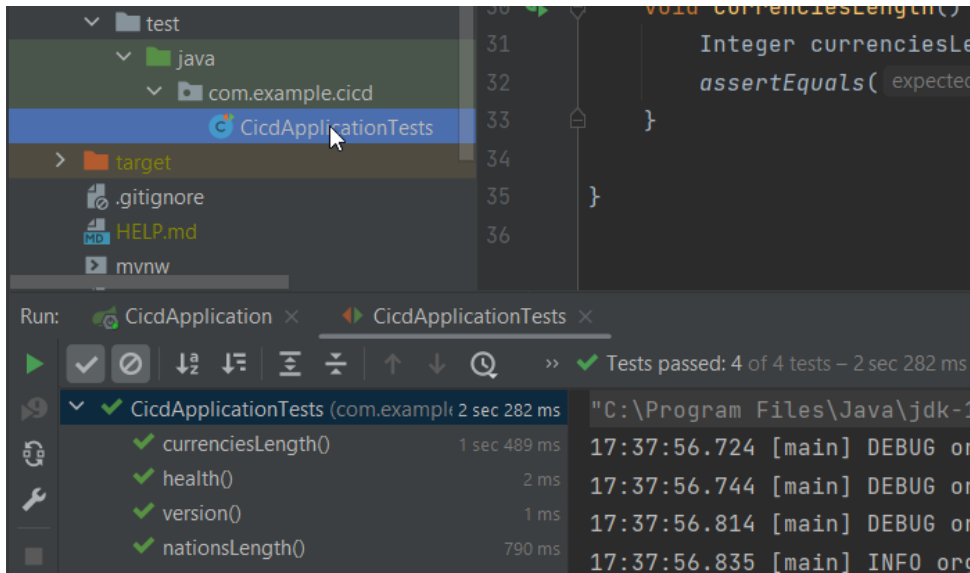 test
java
com.example.cicd
CicdApplicationTests
target
.gitignore
HELP.md
mvnw
30 void currenciesLength()
31 Integer currenciesLe
32 assertEquals( expected
33 }
34
35 }
36
Run: CicdApplication × CicdApplicationTests ×
» Tests passed: 4 of 4 tests – 2 sec 282 ms
CicdApplicationTests (com.example 2 sec 282 ms
currenciesLength() 1 sec 489 ms
health() 2 ms
version() 1 ms
nationsLength() 790 ms
"C:\Program Files\Java\jdk-1
17:37:56.724 [main] DEBUG or
17:37:56.744 [main] DEBUG or
17:37:56.814 [main] DEBUG or
17:37:56.835 [main] INFO org